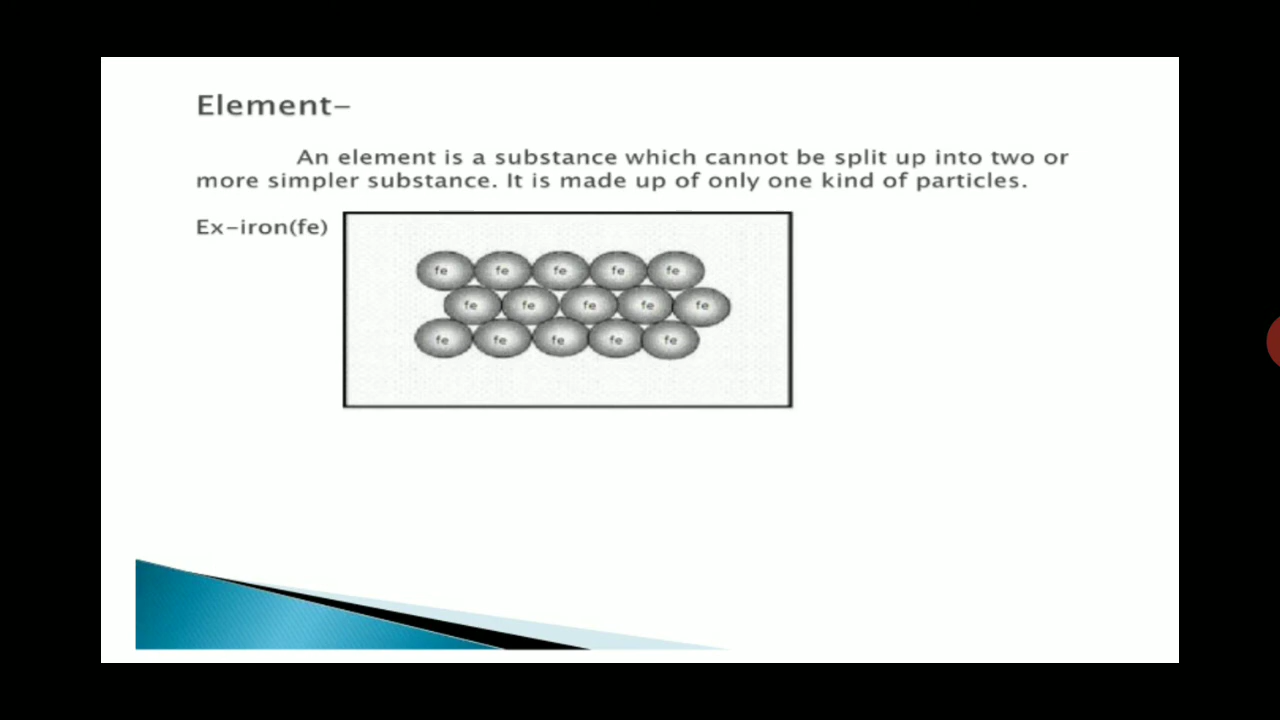 Element-
An element is a substance which cannot be split up into two or
more simpler substance. It is made up of only one kind of particles.
Ex-iron(fe)
fe fe fe fe fe
fe fe fe fe fe
fe fe fe fe fe